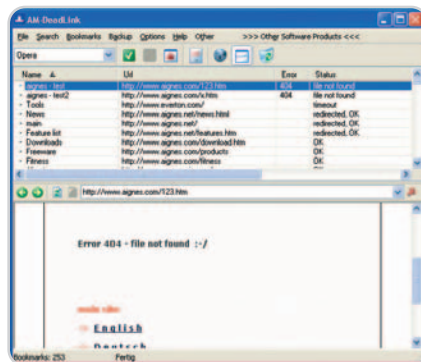 AM-DeadLink
File Search Bookmarks Backup Options Help Other >>> Other Software Products <<<
Opera
Name Url Error Status
aignes - test http://www.aignes.com/123.htm 404 file not found
aignes - test2 http://www.aignes.com/x.htm 404 file not found
Tools http://www.everton.com/ timeout
News http://www.aignes.net/news.html redirected, OK
main http://www.aignes.net/ redirected, OK
Feature list http://www.aignes.net/features.htm redirected, OK
Downloads http://www.aignes.com/download.htm OK
Freeware http://www.aignes.com/products OK
Fitness http://www.aignes.com/fitness OK
http://www.aignes.com/123.htm
Error 404 - file not found :-/
English
Deutsch
Bookmarks: 253 Fertig